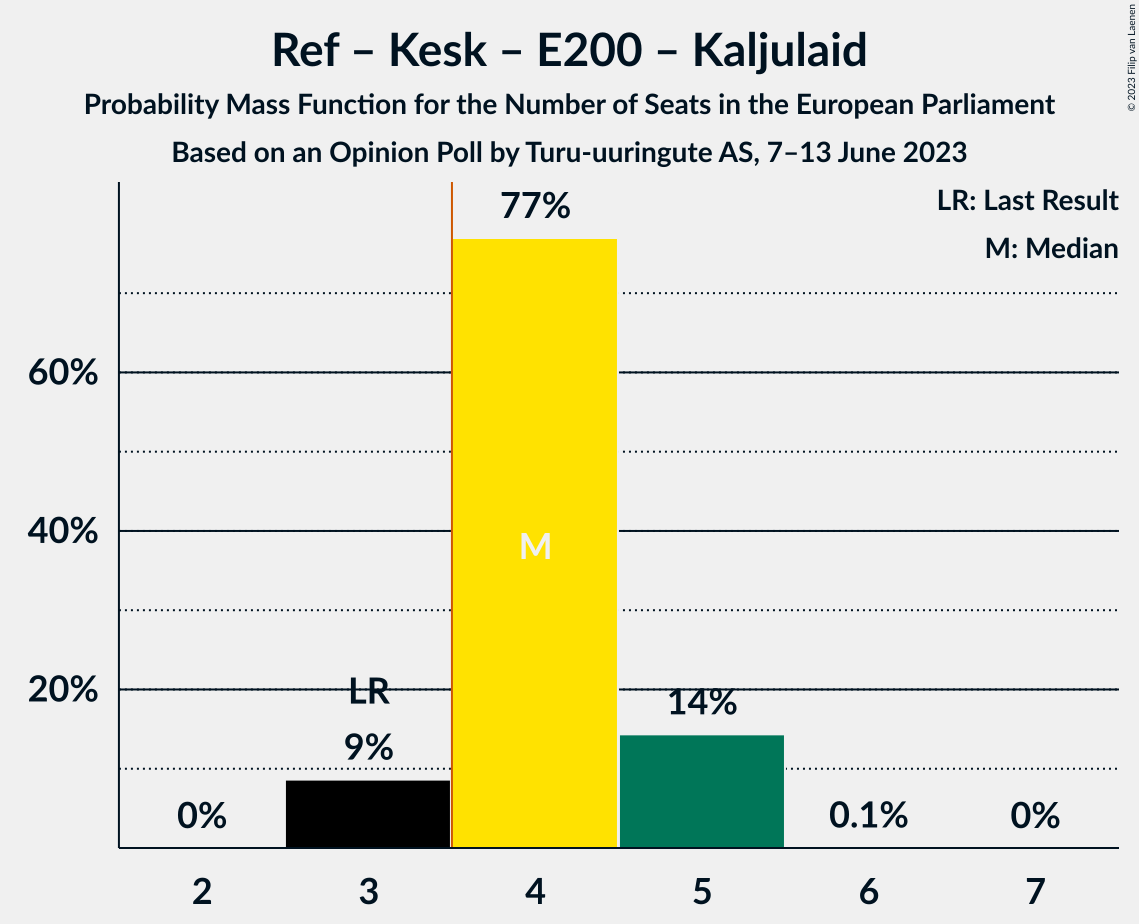 Ref – Kesk – E200 – Kaljulaid
Probability Mass Function for the Number of Seats in the European Parliament
Based on an Opinion Poll by Turu-uuringute AS, 7–13 June 2023
© 2023 Filip van Laenen
LR: Last Result
M: Median
77%
60%
40%
20%
M
LR
9%
14%
0%
0.1%
0%
2 3 4 5 6 7